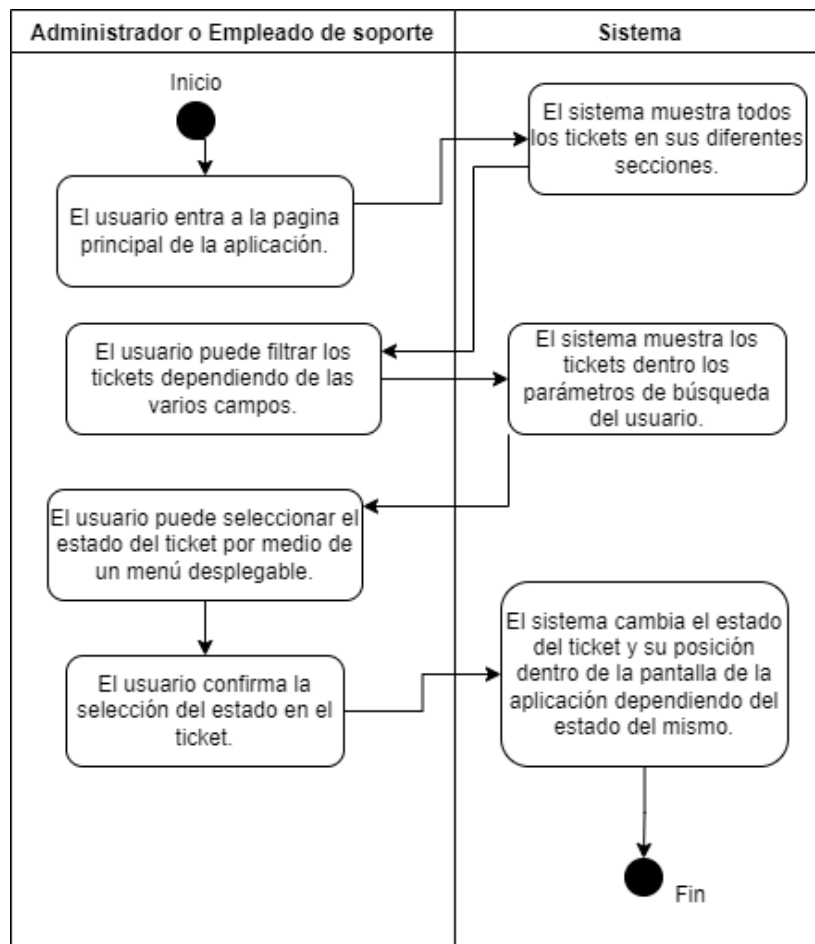 Administrador o Empleado de soporte
Sistema
Inicio
El sistema muestra todos
los tickets en sus diferentes
secciones.
El usuario entra a la pagina
principal de la aplicación.
El usuario puede filtrar los
tickets dependiendo de las
varios campos.
El sistema muestra los
tickets dentro los
parámetros de búsqueda
del usuario.
El usuario puede seleccionar el
estado del ticket por medio de
un menú desplegable.
El usuario confirma la
selección del estado en el
ticket.
El sistema cambia el estado
del ticket y su posición
dentro de la pantalla de la
aplicación dependiendo del
estado del mismo.
Fin